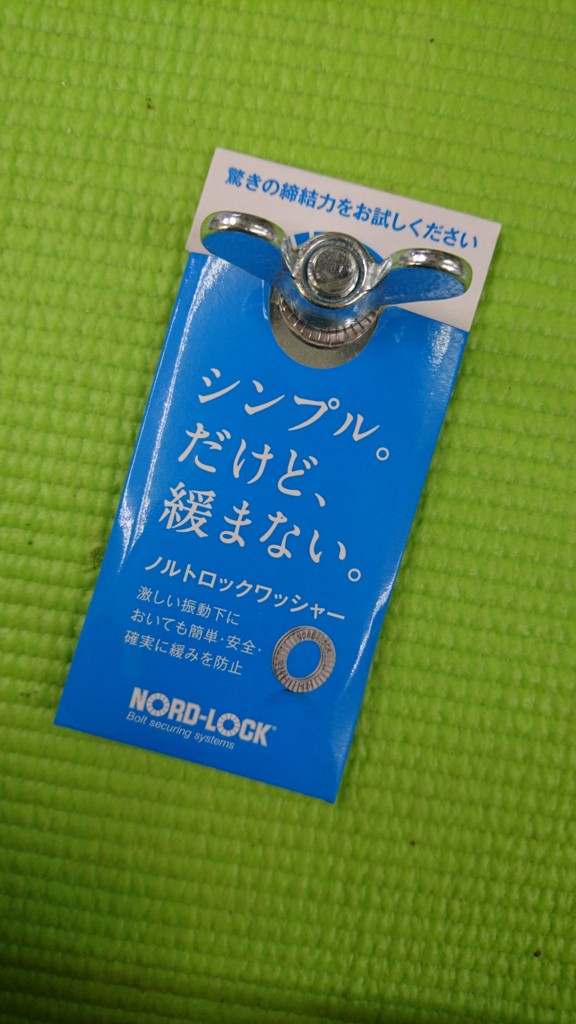 驚きの締結力をお試しください
シンプル。
だけど、
緩まない。
ノルトロックワッシャー
激しい振動下に
おいても簡単・安全・
確実に緩みを防止
NORD-LOCK®
Bolt securing systems